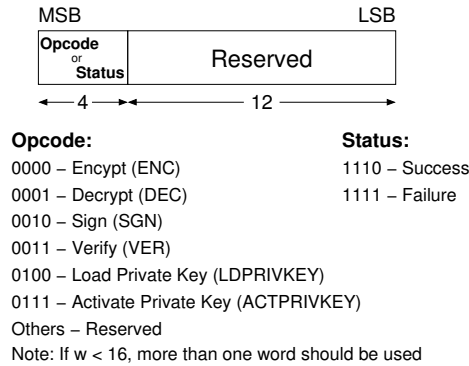 MSB LSB
Opcode
or
Status
Reserved
4 12
Opcode: Status:
0000 – Encypt (ENC) 1110 – Success
0001 – Decrypt (DEC) 1111 – Failure
0010 – Sign (SGN)
0011 – Verify (VER)
0100 – Load Private Key (LDPRIVKEY)
0111 – Activate Private Key (ACTPRIVKEY)
Others – Reserved
Note: If w < 16, more than one word should be used